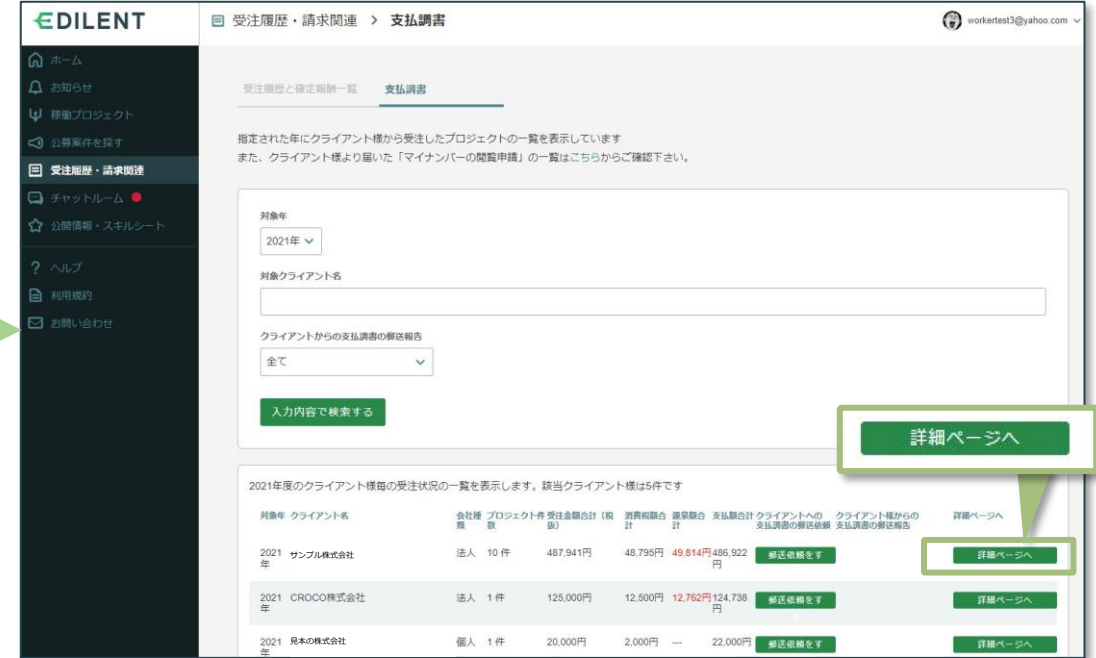 EDILENT
受注履歴・請求関連 > 支払調書
workertest3@yahoo.com
ホーム
お知らせ
稼働プロジェクト
公募案件を探す
受注履歴・請求関連
チャットルーム
公開情報・スキルシート
? ヘルプ
利用規約
お問い合わせ
受注履歴と確定報酬一覧 支払調書
指定された年にクライアント様から受注したプロジェクトの一覧を表示しています
また、クライアント様より届いた「マイナンバーの閲覧申請」の一覧はこちらからご確認下さい。
対象年
2021年
対象クライアント名
クライアントからの支払調書の郵送報告
全て
入力内容で検索する
詳細ページへ
2021年度のクライアント様毎の受注状況の一覧を表示します。該当クライアント様は5件です
対象年 クライアント名 会社種類 プロジェクト件数 受注金額合計（税抜） 消費税額合計 源泉額合計 支払額合計 クライアントへの支払調書の郵送依頼 クライアント様からの支払調書の郵送報告 詳細ページへ
2021年 サンプル株式会社 法人 10 件 487,941円 48,795円 49,814円 486,922円 郵送依頼をす 詳細ページへ
2021年 CROCO株式会社 法人 1 件 125,000円 12,500円 12,762円 124,738円 郵送依頼をす 詳細ページへ
2021年 見本の株式会社 個人 1 件 20,000円 2,000円 --- 22,000円 郵送依頼をす 詳細ページへ